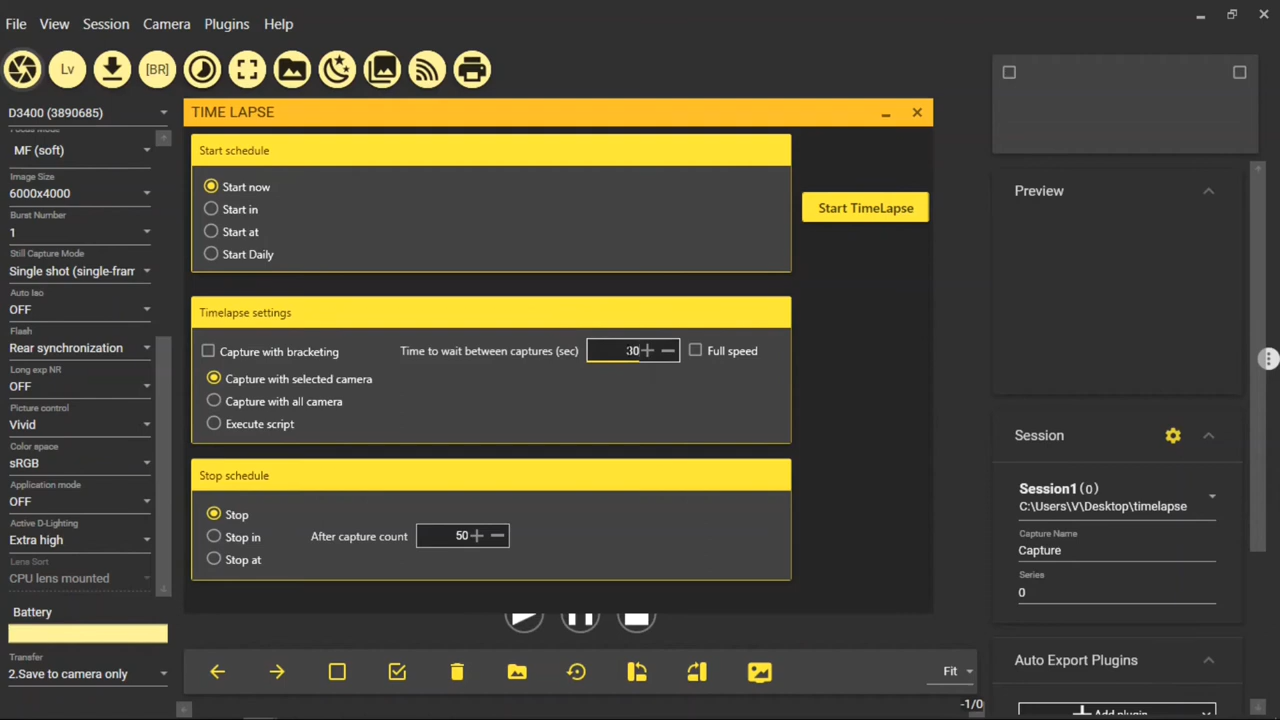 File View Session Camera Plugins Help
Lv [BR]
D3400 (3890685)
Focus Mode
MF (soft)
Image Size
6000x4000
Burst Number
1
Still Capture Mode
Single shot (single-fram
Auto Iso
OFF
Flash
Rear synchronization
Long exp NR
OFF
Picture control
Vivid
Color space
sRGB
Application mode
OFF
Active D-Lighting
Extra high
Lens Sort
CPU lens mounted
Battery
Transfer
2.Save to camera only
TIME LAPSE
Start schedule
Start now
Start in
Start at
Start Daily
Start TimeLapse
Timelapse settings
Capture with bracketing Time to wait between captures (sec) 30 Full speed
Capture with selected camera
Capture with all camera
Execute script
Stop schedule
Stop
Stop in After capture count 50
Stop at
Fit
-1/0
Preview
Session
Session1 (0)
C:\Users\V\Desktop\timelapse
Capture Name
Capture
Series
0
Auto Export Plugins
Add plugin